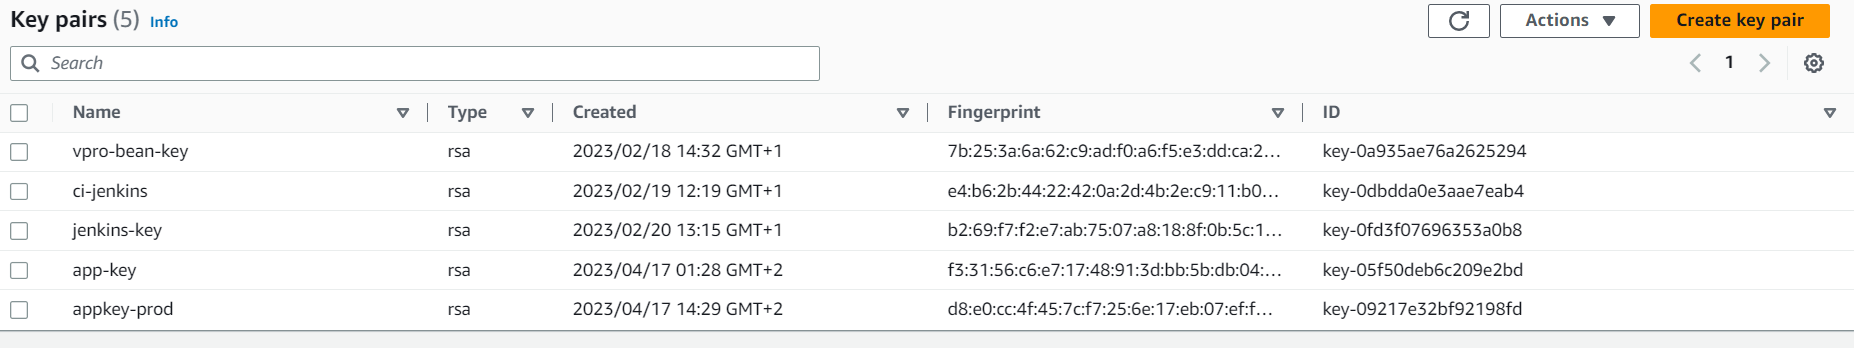 Key pairs (5) Info
Actions
Create key pair
Search
1
Name Type Created Fingerprint ID
vpro-bean-key rsa 2023/02/18 14:32 GMT+1 7b:25:3a:6a:62:c9:ad:f0:a6:f5:e3:dd:ca:2... key-0a935ae76a2625294
ci-jenkins rsa 2023/02/19 12:19 GMT+1 e4:b6:2b:44:22:42:0a:2d:4b:2e:c9:11:b0... key-0dbdda0e3aae7eab4
jenkins-key rsa 2023/02/20 13:15 GMT+1 b2:69:f7:f2:e7:ab:75:07:a8:18:8f:0b:5c:1... key-0fd3f07696353a0b8
app-key rsa 2023/04/17 01:28 GMT+2 f3:31:56:c6:e7:17:48:91:3d:bb:5b:db:04:... key-05f50deb6c209e2bd
appkey-prod rsa 2023/04/17 14:29 GMT+2 d8:e0:cc:4f:45:7c:f7:25:6e:17:eb:07:ef:f... key-09217e32bf92198fd